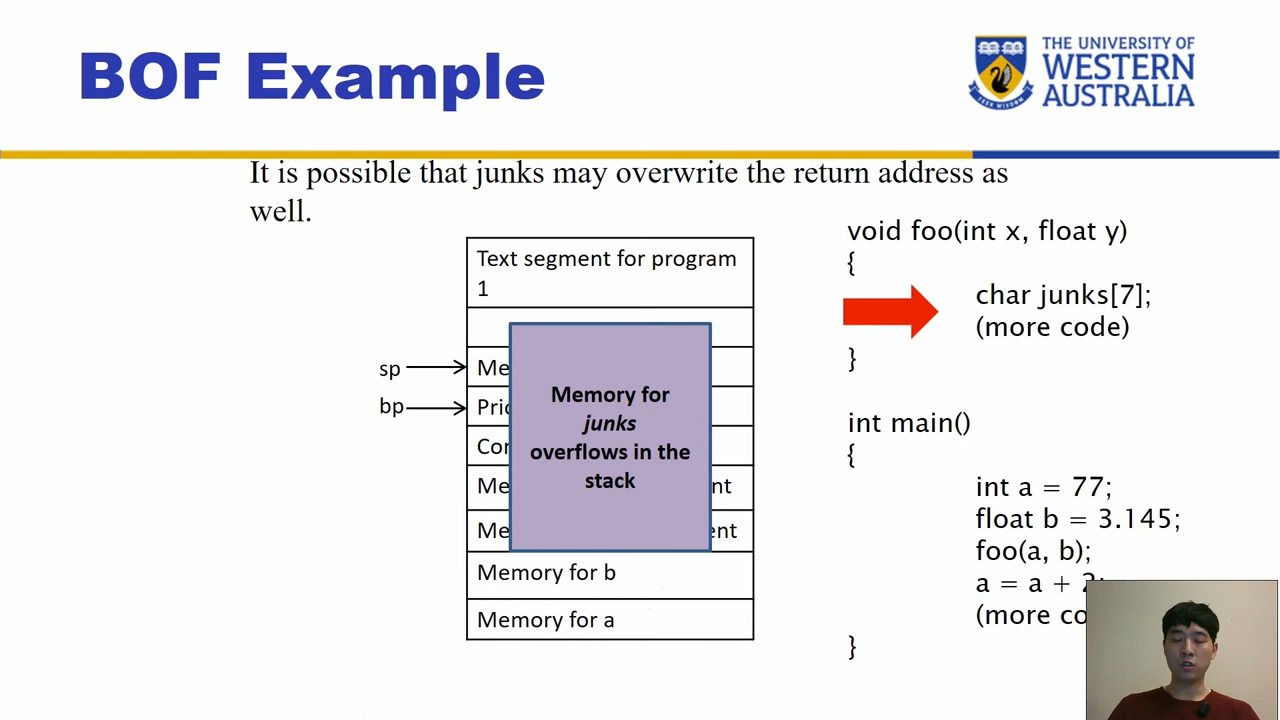 BOF Example
THE UNIVERSITY OF
WESTERN
AUSTRALIA
It is possible that junks may overwrite the return address as
well.
Text segment for program
1
sp
Me
bp
Memory for
junks
overflows in the
stack
Me nt
Me ent
Memory for b
Memory for a
void foo(int x, float y)
{
char junks[7];
(more code)
}
int main()
{
int a = 77;
float b = 3.145;
foo(a, b);
a = a + 2;
(more co
}